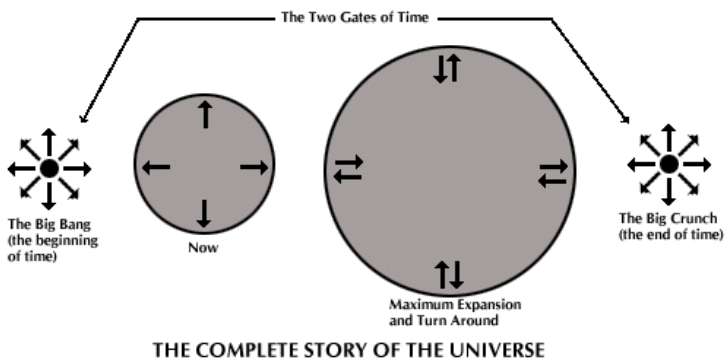 The Two Gates of Time
The Big Bang
(the beginning
of time)
Now
Maximum Expansion
and Turn Around
The Big Crunch
(the end of time)
THE COMPLETE STORY OF THE UNIVERSE